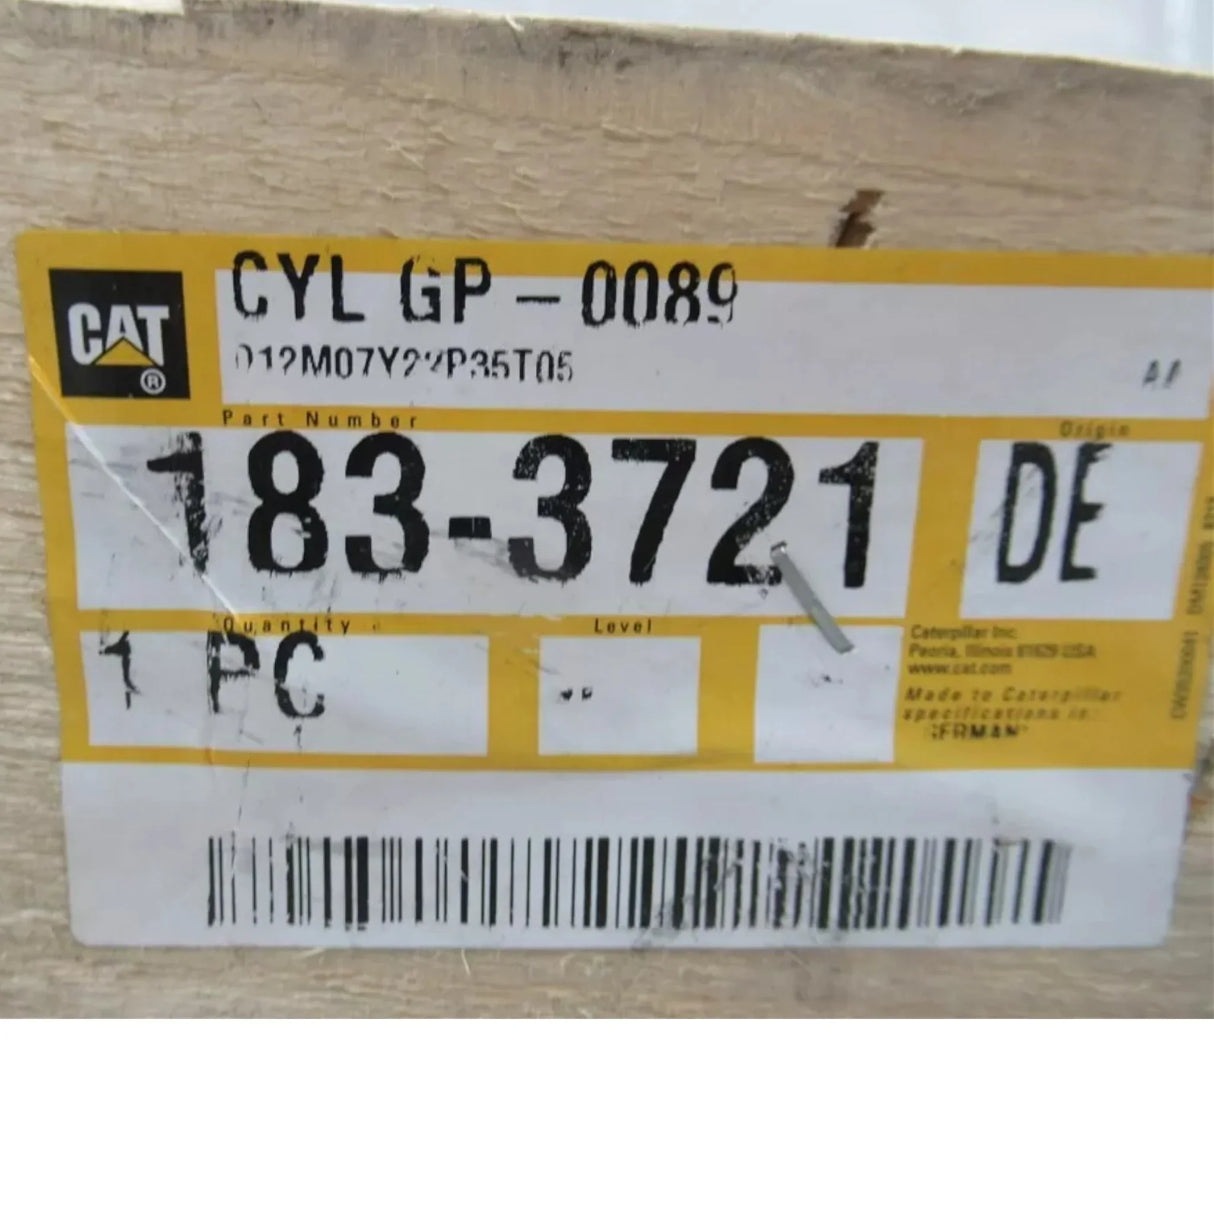 CYL GP - 0089
CAT ®
Part Number
Origin
183-3721
DE
Quantity
Level
1 PC
--
Caterpillar Inc.
Peoria, Illinois 61629 USA
www.cat.com
Made to Caterpillar
specifications in: